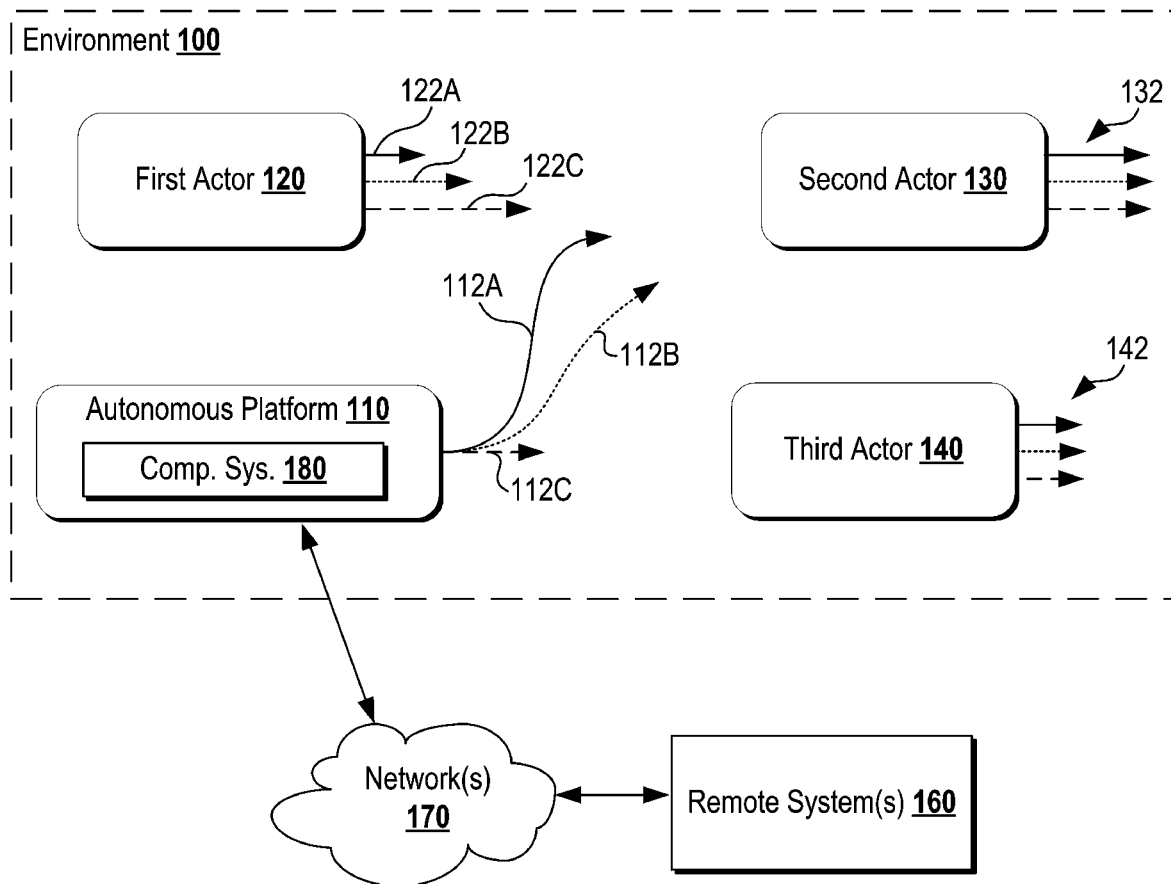 Environment 100
122A
122B
122C
First Actor 120
132
Second Actor 130
112A
112B
112C
142
Autonomous Platform 110
Comp. Sys. 180
Third Actor 140
Network(s)
170
Remote System(s) 160